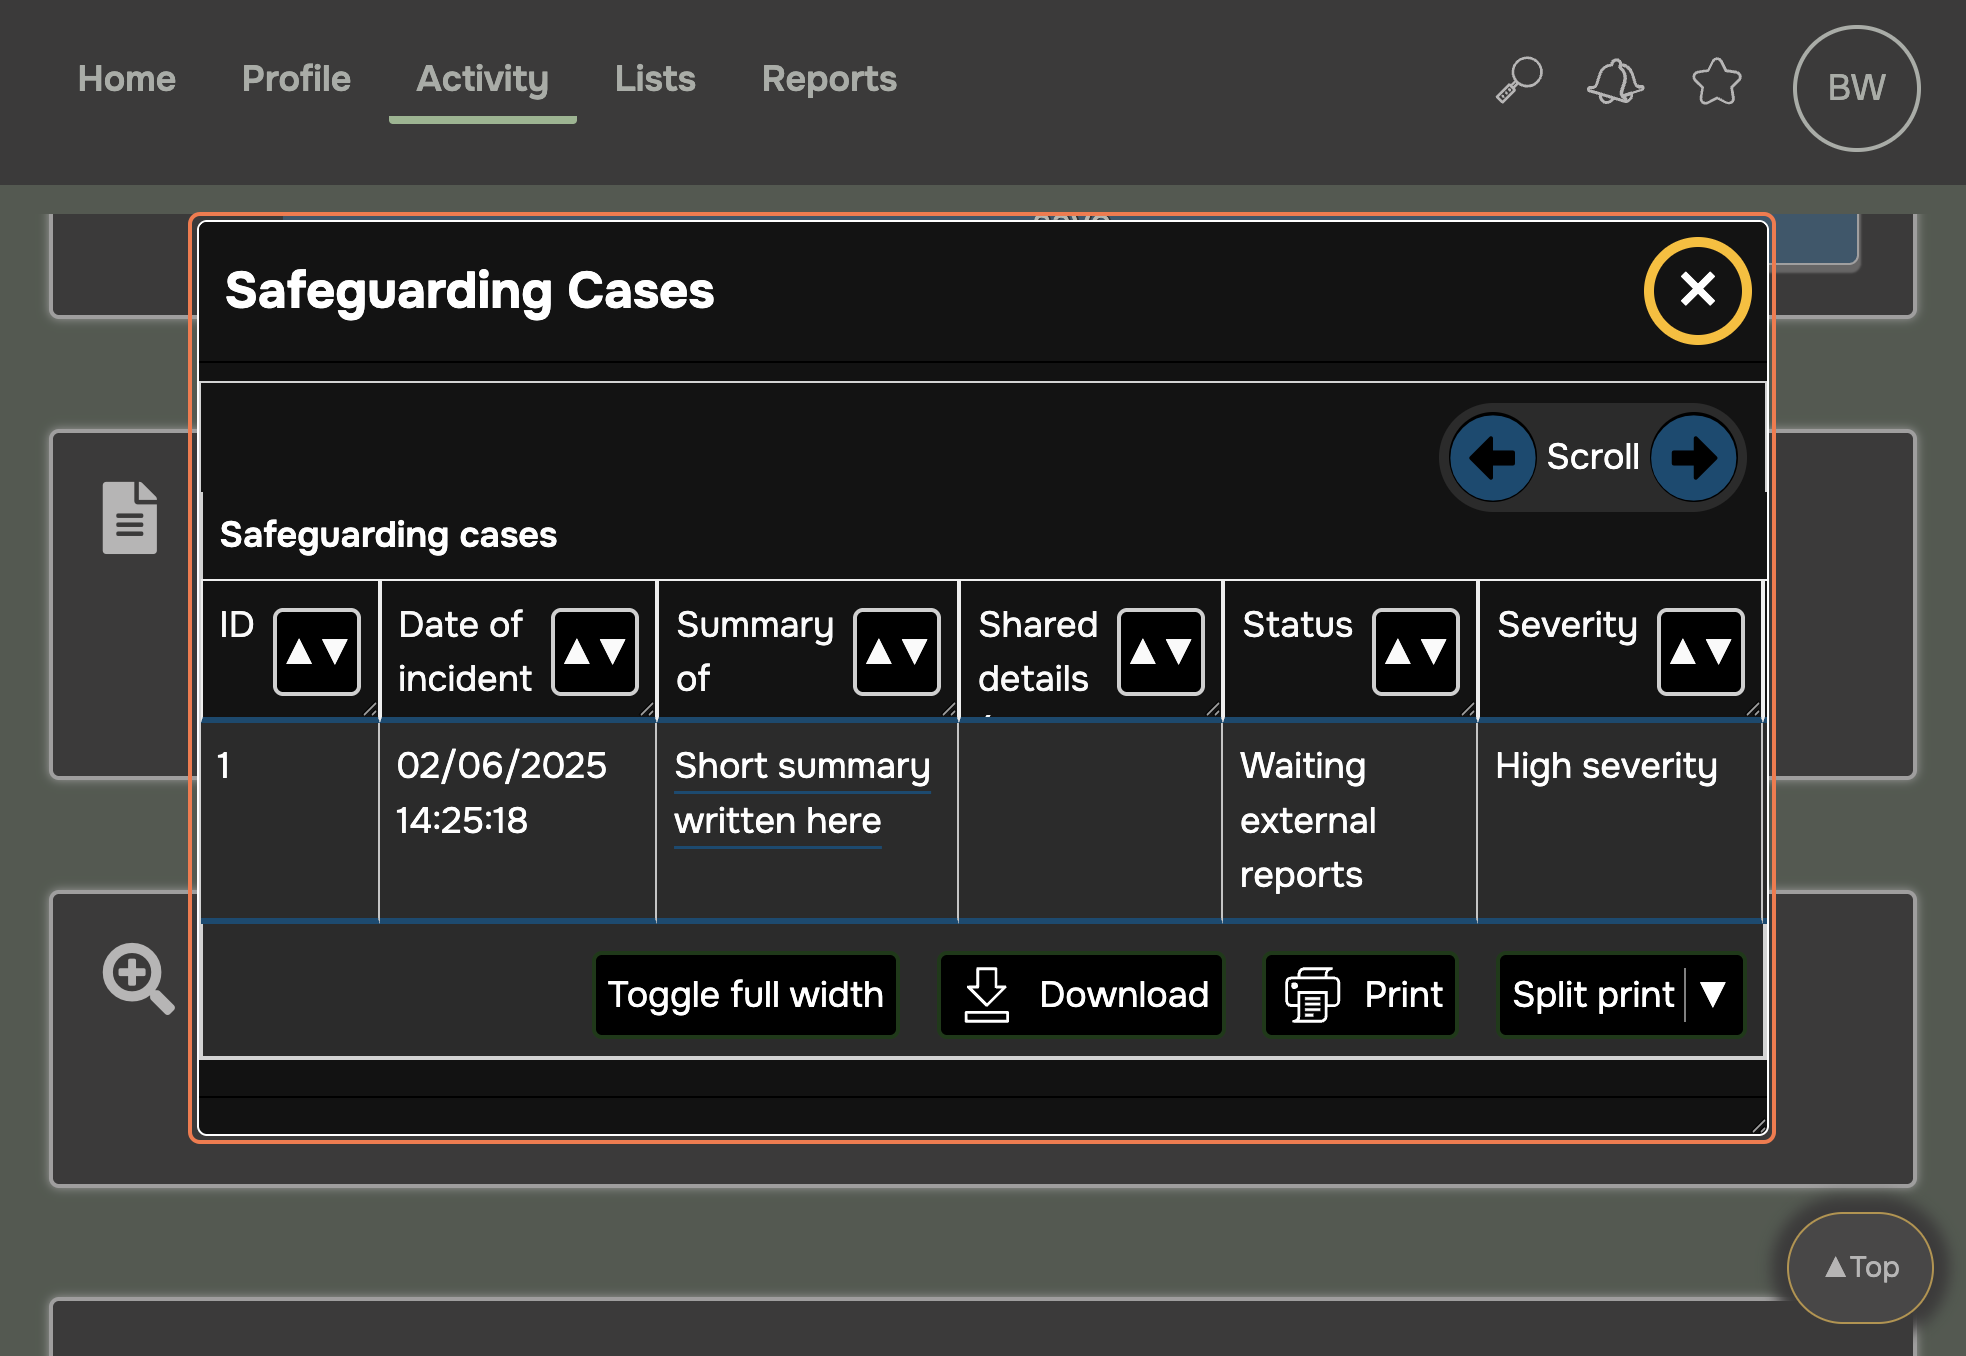 Home Profile Activity Lists Reports
BW
Safeguarding Cases
Scroll
Safeguarding cases
ID ▲▼ Date of incident ▲▼ Summary of ▲▼ Shared details ▲▼ Status ▲▼ Severity ▲▼
1 02/06/2025 14:25:18 Short summary written here Waiting external reports High severity
Toggle full width Download Print Split print ▼
▲Top